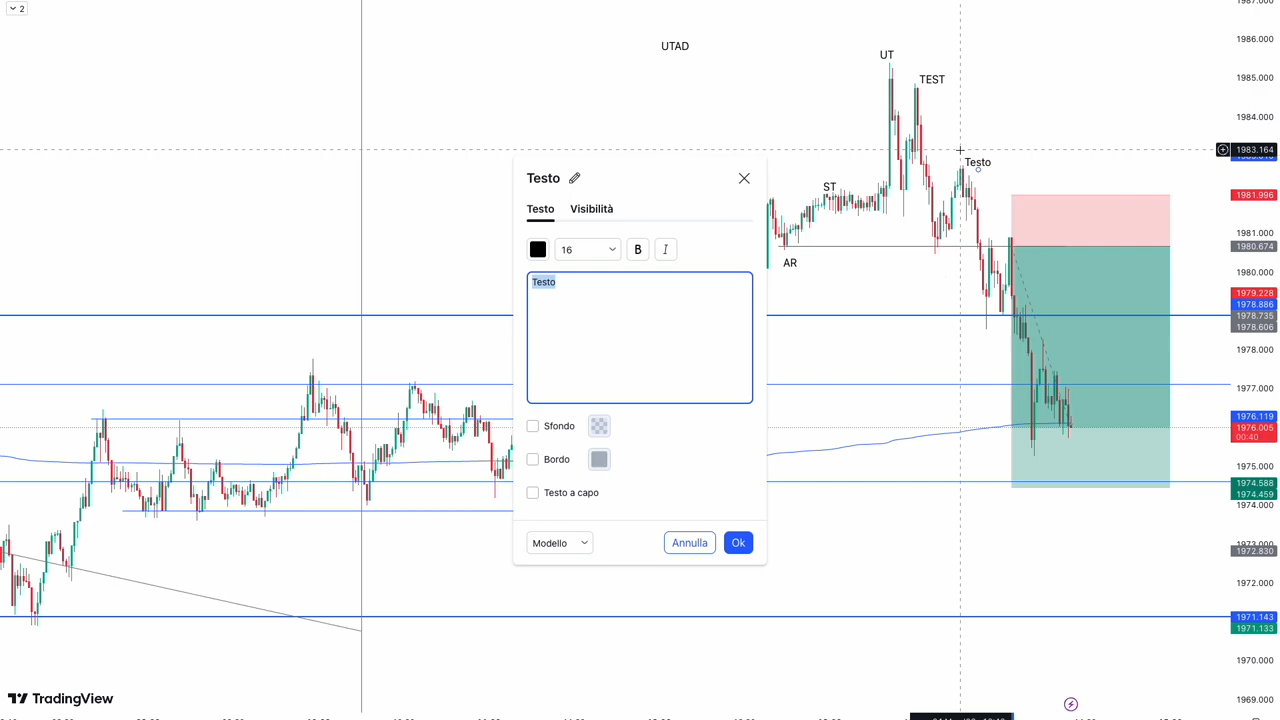 2
UTAD
UT
TEST
Testo
ST
AR
Testo
Testo
Visibilità
16
B
I
Testo
Sfondo
Bordo
Testo a capo
Modello
Annulla
Ok
1986.000
1985.000
1984.000
1983.164
1981.996
1981.000
1980.674
1980.000
1979.228
1978.886
1978.735
1978.606
1978.000
1977.000
1976.119
1976.005
00:40
1975.000
1974.588
1974.459
1974.000
1973.000
1972.830
1972.000
1971.143
1971.133
1970.000
1969.000
TradingView